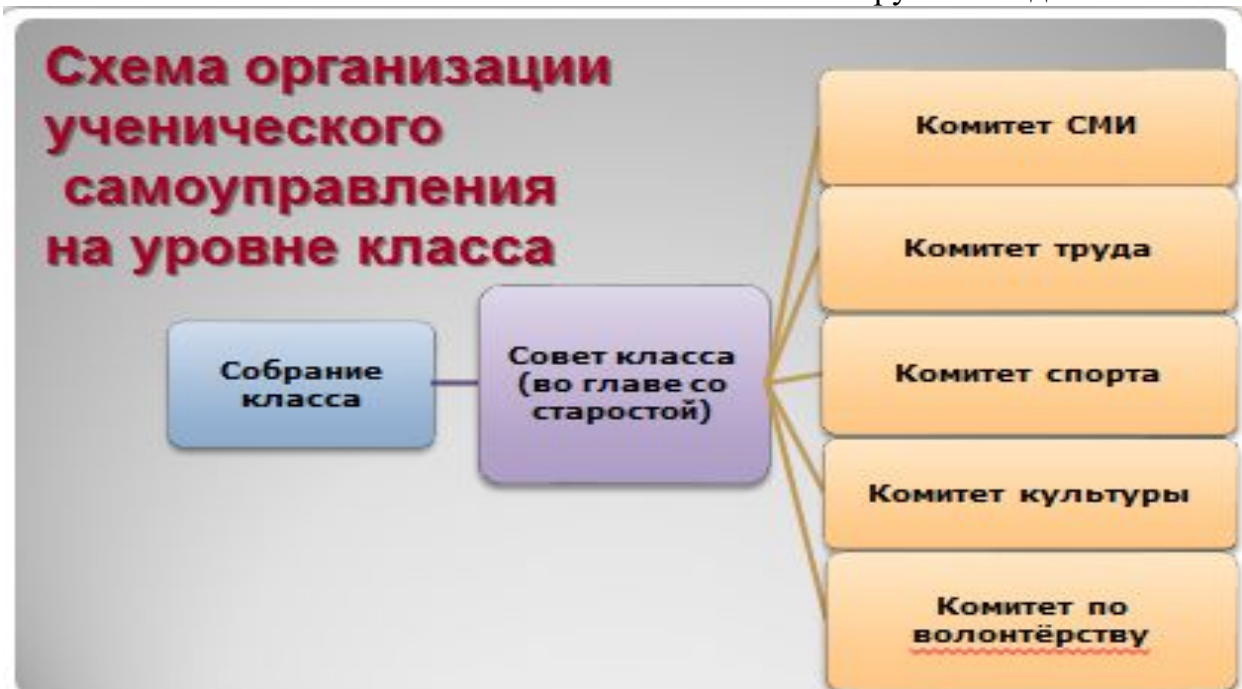 Схема организации
ученического
самоуправления
на уровне класса
Собрание
класса
Совет класса
(во главе со
старостой)
Комитет СМИ
Комитет труда
Комитет спорта
Комитет культуры
Комитет по
волонтёрству